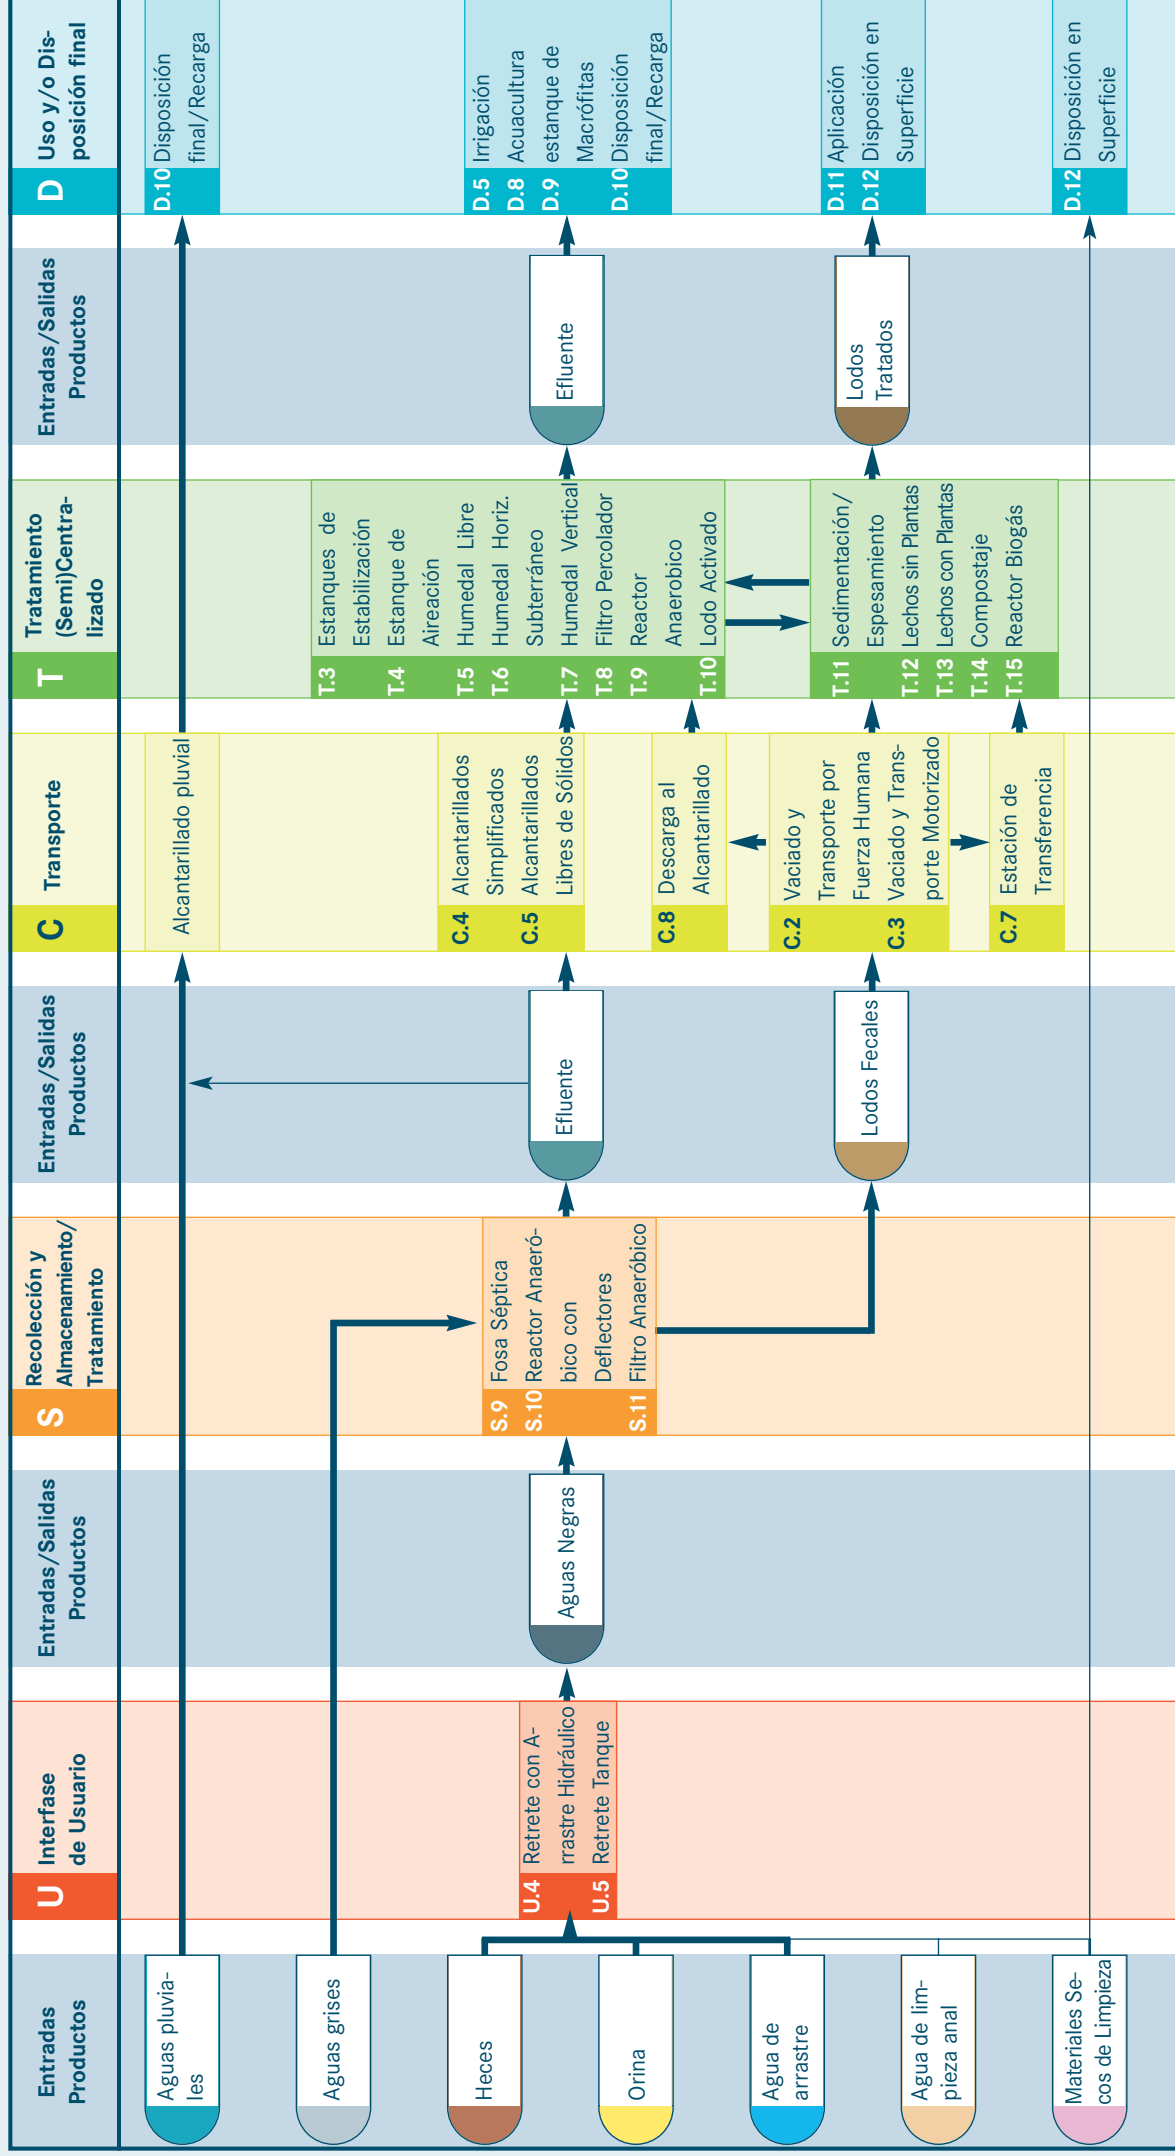 Entradas
Productos
U Interfase
de Usuario
Entradas/Salidas
Productos
S Recolección y
Almacenamiento/
Tratamiento
Entradas/Salidas
Productos
C Transporte
T Tratamiento
(Semi)Centra-
lizado
Entradas/Salidas
Productos
D Uso y/o Dis-
posición final
Aguas pluvia-
les
Alcantarillado pluvial
D.10 Disposición
final/Recarga
Aguas grises
Heces
Orina
Agua de
arrastre
Agua de lim-
pieza anal
Materiales Se-
cos de Limpieza
U.4 Retrete con A-
rrastre Hidráulico
U.5 Retrete Tanque
Aguas Negras
S.9 Fosa Séptica
S.10 Reactor Anaeró-
bico con
Deflectores
S.11 Filtro Anaeróbico
Efluente
Lodos Fecales
C.4 Alcantarillados
Simplificados
C.5 Alcantarillados
Libres de Sólidos
C.8 Descarga al
Alcantarillado
C.2 Vaciado y
Transporte por
Fuerza Humana
C.3 Vaciado y Trans-
porte Motorizado
C.7 Estación de
Transferencia
T.3 Estanques de
Estabilización
T.4 Estanque de
Aireación
T.5 Humedal Libre
T.6 Humedal Horiz.
Subterráneo
T.7 Humedal Vertical
T.8 Filtro Percolador
T.9 Reactor
Anaerobico
T.10 Lodo Activado
T.11 Sedimentación/
Espesamiento
T.12 Lechos sin Plantas
T.13 Lechos con Plantas
T.14 Compostaje
T.15 Reactor Biogás
Efluente
Lodos
Tratados
D.5 Irrigación
D.8 Acuacultura
D.9 estanque de
Macrófitas
D.10 Disposición
final/Recarga
D.11 Aplicación
D.12 Disposición en
Superficie
D.12 Disposición en
Superficie